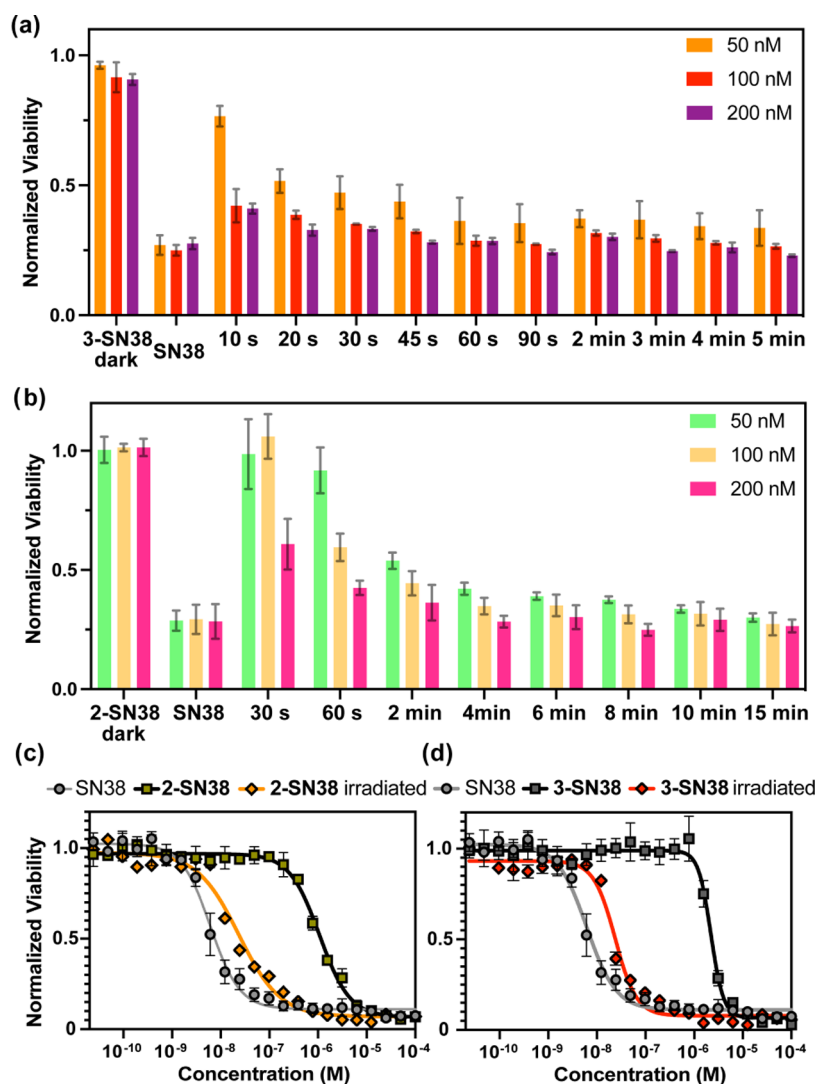 (a)
Normalized Viability
1.0
0.5
0.0
50 nM
100 nM
200 nM
3-SN38 dark
SN38
10 s
20 s
30 s
45 s
60 s
90 s
2 min
3 min
4 min
5 min
(b)
Normalized Viability
1.0
0.5
0.0
50 nM
100 nM
200 nM
2-SN38 dark
SN38
30 s
60 s
2 min
4min
6 min
8 min
10 min
15 min
(c)
SN38 2-SN38 2-SN38 irradiated
Normalized Viability
1.0
0.5
0
10-10 10-9 10-8 10-7 10-6 10-5 10-4
Concentration (M)
(d)
SN38 3-SN38 3-SN38 irradiated
Normalized Viability
1.0
0.5
0
10-10 10-9 10-8 10-7 10-6 10-5 10-4
Concentration (M)